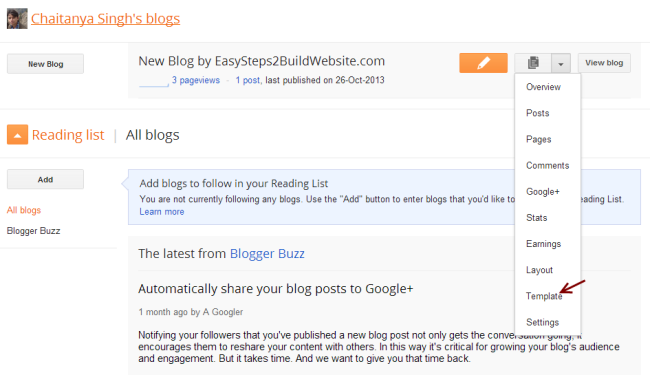 Chaitanya Singh's blogs
New Blog
New Blog by EasySteps2BuildWebsite.com
View blog
3 pageviews · 1 post, last published on 26-Oct-2013
Overview
Posts
Pages
Comments
Google+
Stats
Earnings
Layout
Template
Settings
Reading list | All blogs
Add
All blogs
Blogger Buzz
Add blogs to follow in your Reading List
You are not currently following any blogs. Use the "Add" button to enter blogs that you'd like to Reading List.
Learn more
The latest from Blogger Buzz
Automatically share your blog posts to Google+
1 month ago by A Googler
Notifying your followers that you've published a new blog post not only gets the conversation going, it
encourages them to reshare your content with others. In this way it's critical for growing your blog's audience
and engagement. But it takes time. And we want to give you that time back.